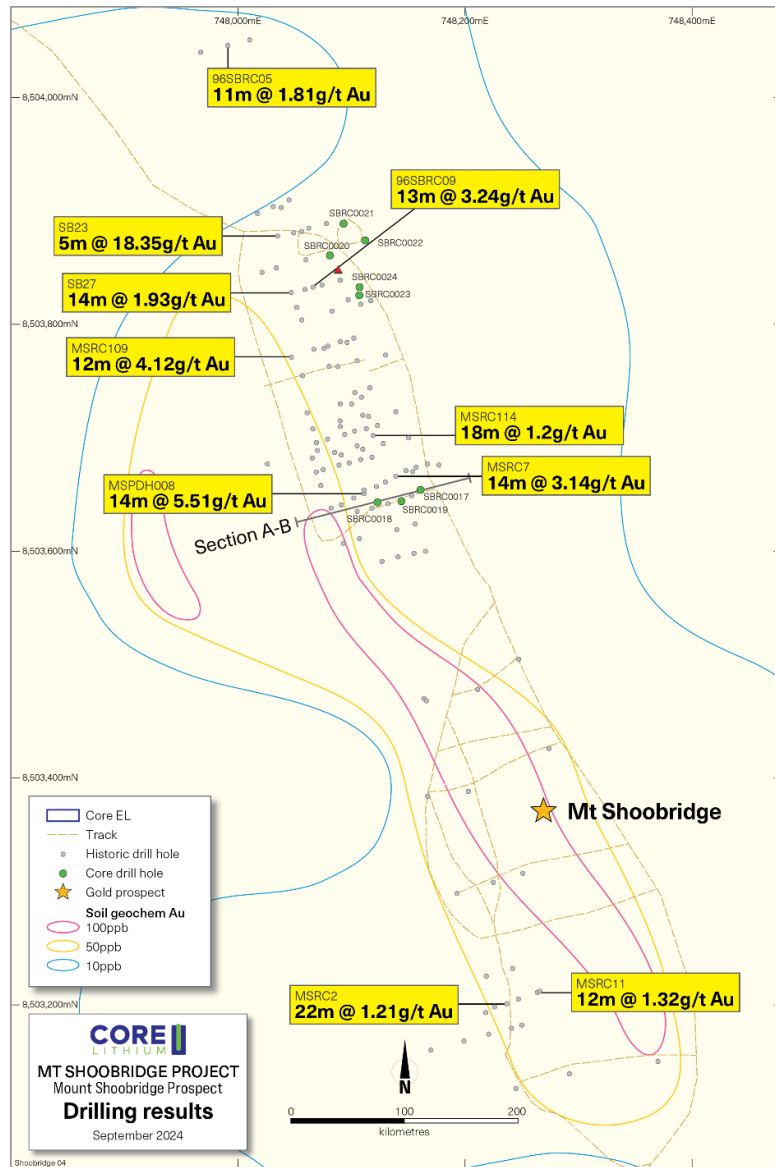 748,000mE
748,200mE
748,400mE
96SBRC05
11m @ 1.81g/t Au
8,504,000mN
96SBRC09
13m @ 3.24g/t Au
SBRC0021
SB23
5m @ 18.35g/t Au
SBRC0020
SBRC0022
SBRC0024
SBRC0023
SB27
14m @ 1.93g/t Au
8,503,800mN
MSRC109
12m @ 4.12g/t Au
MSRC114
18m @ 1.2g/t Au
MSRC7
14m @ 3.14g/t Au
MSPDH008
14m @ 5.51g/t Au
SBRC0017
SBRC0019
SBRC0018
Section A-B
8,503,600mN
8,503,400mN
Mt Shoobridge
Core EL
Track
Historic drill hole
Core drill hole
Gold prospect
Soil geochem Au
100ppb
50ppb
10ppb
8,503,200mN
MSRC2
22m @ 1.21g/t Au
MSRC11
12m @ 1.32g/t Au
CORE
LITHIUM
MT SHOOBRIDGE PROJECT
Mount Shoobridge Prospect
Drilling results
September 2024
N
0
100
200
kilometres
Shoobridge 04